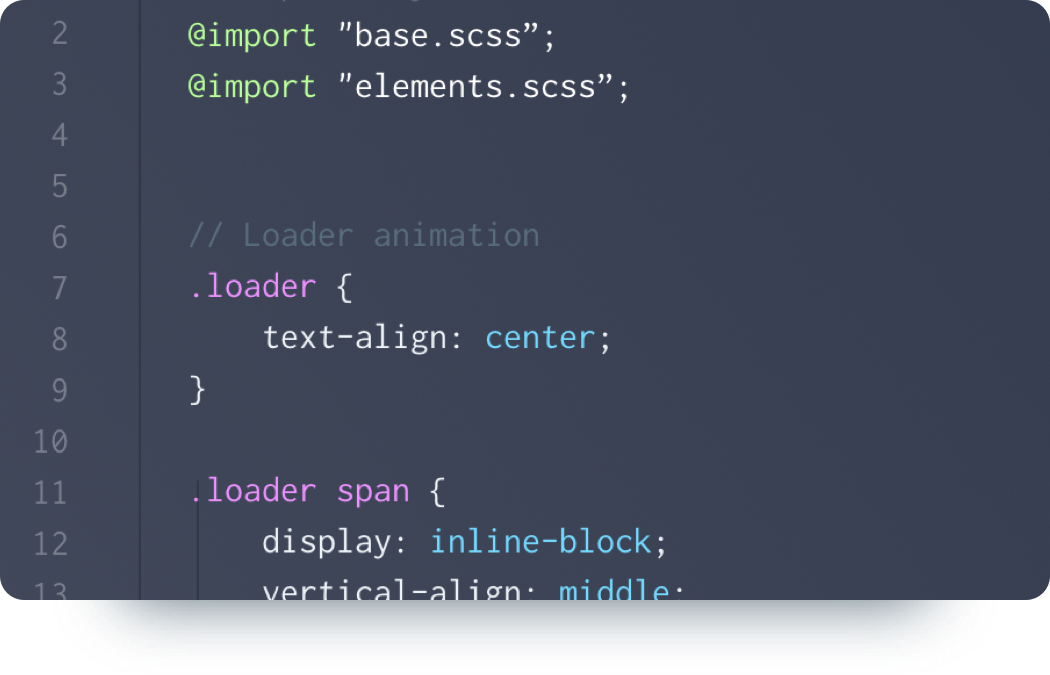 2 @import "base.scss”;
3 @import "elements.scss”;
4
5
6 // Loader animation
7 .loader {
8 text-align: center;
9 }
10
11 .loader span {
12 display: inline-block;
13 vertical-align: middle;